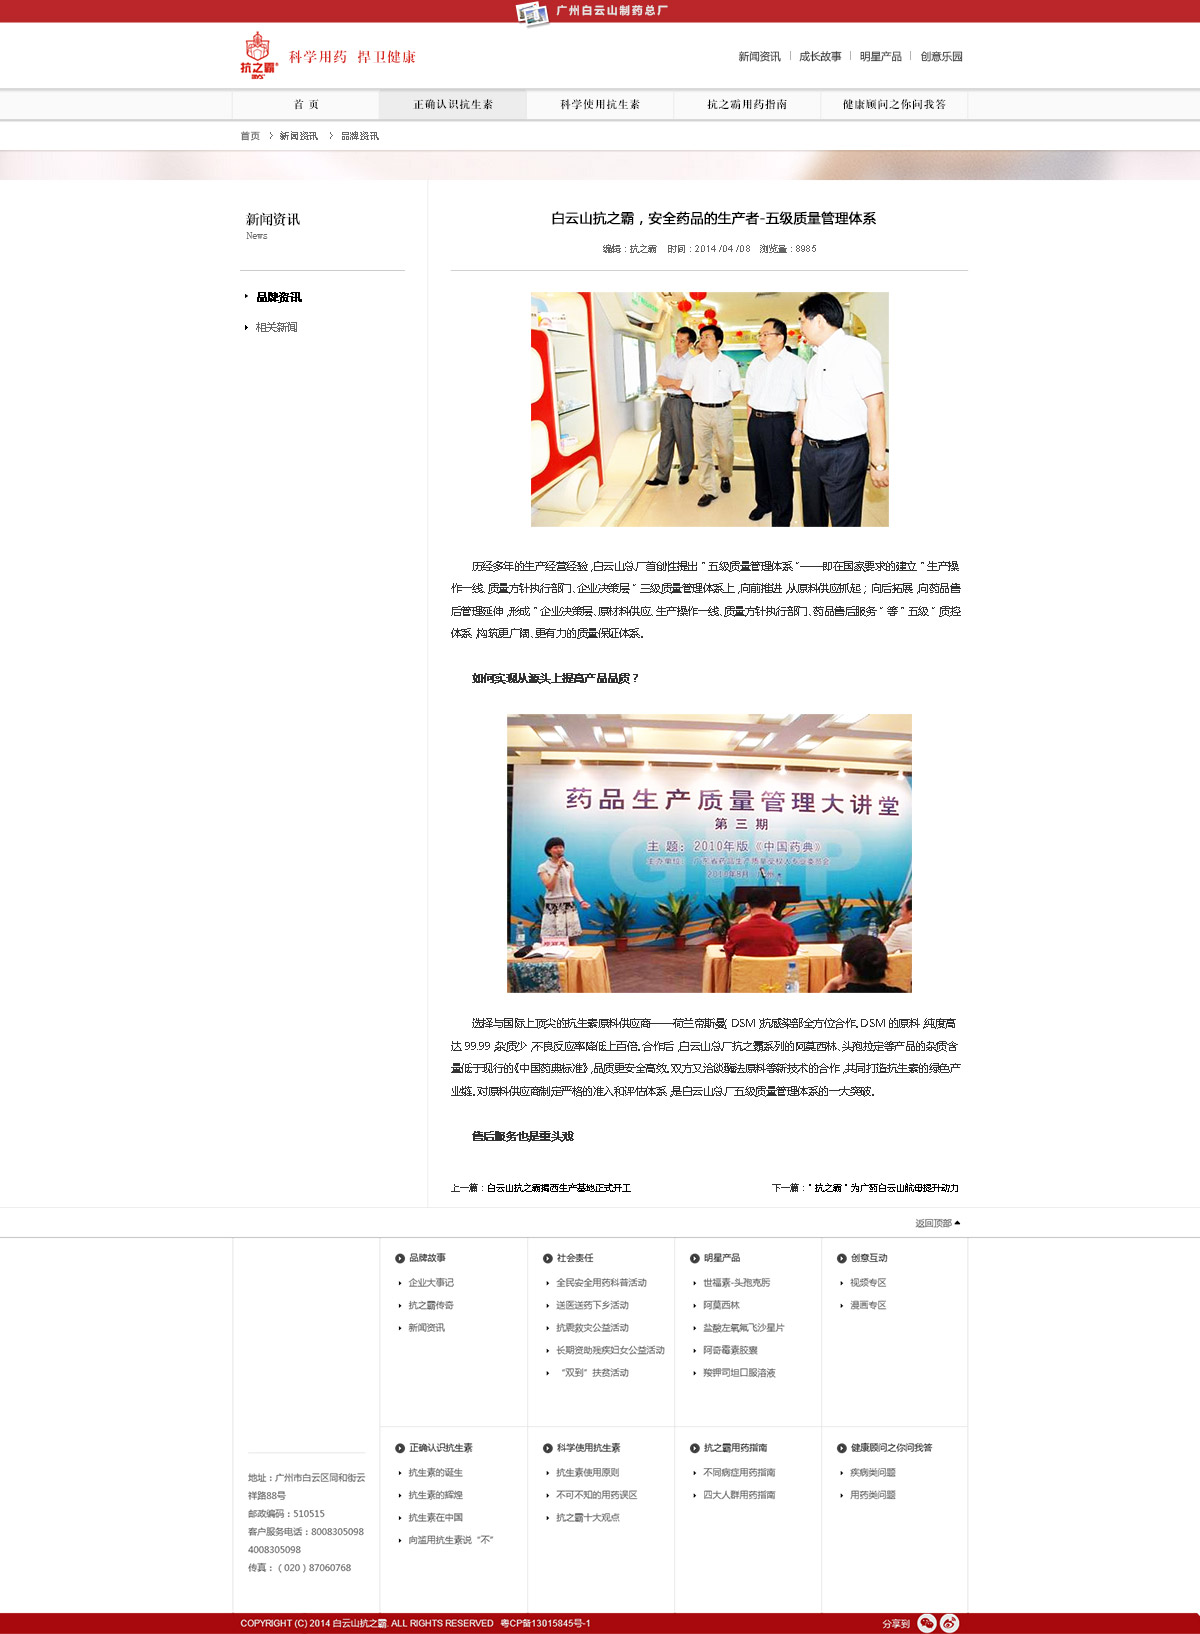 广州白云山制药总厂
抗之霸
科学用药 捍卫健康
新闻资讯 | 成长故事 | 明星产品 | 创意乐园
首 页 正确认识抗生素 科学使用抗生素 抗之霸用药指南 健康顾问之你问我答
首页 > 新闻资讯 > 品牌资讯
新闻资讯
News
品牌资讯
相关新闻
白云山抗之霸，安全药品的生产者-五级质量管理体系
编辑：抗之霸 时间：2014 /04 /08 浏览量：8985
历经多年的生产经营经验，白云山总厂首创性提出“五级质量管理体系”——即在国家要求的建立“生产操
作一线、质量方针执行部门、企业决策层”三级质量管理体系上，向前推进，从原料供应抓起；向后拓展，向药品售
后管理延伸，形成“企业决策层、原材料供应、生产操作一线、质量方针执行部门、药品售后服务”等“五级”质控
体系，构筑更广阔、更有力的质量保证体系。
如何实现从源头上提高产品品质？
药品生产质量管理大讲堂
第三期
主 题：2010年版《中国药典》
主办单位：广东省药品生产质量受权人专业委员会
2010年8月 广州
GMP
选择与国际上顶尖的抗生素原料供应商——荷兰帝斯曼( DSM )抗感染部全方位合作。DSM 的原料，纯度高
达 99.99 ,杂质少，不良反应率降低上百倍。合作后，白云山总厂抗之霸系列的阿莫西林、头孢拉定等产品的杂质含
量低于现行的《中国药典标准》，品质更安全高效。双方又洽谈酶法原料等新技术的合作，共同打造抗生素的绿色产
业链。对原料供应商制定严格的准入和评估体系，是白云山总厂五级质量管理体系的一大突破。
售后服务也是重头戏
上一篇：白云山抗之霸揭西生产基地正式开工 下一篇：“抗之霸”为广药白云山航母提升动力
返回顶部
品牌故事
企业大事记
抗之霸传奇
新闻资讯
社会责任
全民安全用药科普活动
送医送药下乡活动
抗震救灾公益活动
长期资助残疾妇女公益活动
“双到”扶贫活动
明星产品
世福素-头孢克肟
阿莫西林
盐酸左氧氟飞沙星片
阿奇霉素胶囊
羧钾司坦口服溶液
创意互动
视频专区
漫画专区
地址：广州市白云区同和街云
祥路88号
邮政编码：510515
客户服务电话：8008305098
4008305098
传真：（020）87060768
正确认识抗生素
抗生素的诞生
抗生素的辉煌
抗生素在中国
向滥用抗生素说“不”
科学使用抗生素
抗生素使用原则
不可不知的用药误区
抗之霸十大观点
抗之霸用药指南
不同病症用药指南
四大人群用药指南
健康顾问之你问我答
疾病类问题
用药类问题
COPYRIGHT (C) 2014 白云山抗之霸. ALL RIGHTS RESERVED 粤CP备13015845号-1
分享到